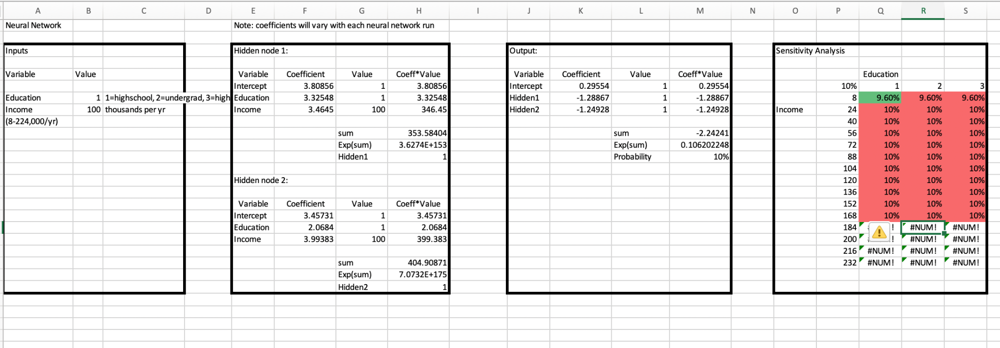 A B C D E F G H I J K L M N O P Q R S
Neural Network Note: coefficients will vary with each neural network run
Inputs Hidden node 1: Output: Sensitivity Analysis
Variable Value Variable Coefficient Value Coeff*Value Variable Coefficient Value Coeff*Value Education
Intercept 3.80856 1 3.80856 Intercept 0.29554 1 0.29554 10% 1 2 3
Education 1 1=highschool, 2=undergrad, 3=high Education 3.32548 1 3.32548 Hidden1 -1.28867 1 -1.28867 8 9.60% 9.60% 9.60%
Income 100 thousands per yr Income 3.4645 100 346.45 Hidden2 -1.24928 1 -1.24928 Income 24 10% 10% 10%
(8-224,000/yr) 40 10% 10% 10%
sum 353.58404 sum -2.24241 56 10% 10% 10%
Exp(sum) 3.6274E+153 Exp(sum) 0.106202248 72 10% 10% 10%
Hidden1 1 Probability 10% 88 10% 10% 10%
104 10% 10% 10%
Hidden node 2: 120 10% 10% 10%
136 10% 10% 10%
Variable Coefficient Value Coeff*Value 152 10% 10% 10%
Intercept 3.45731 1 3.45731 168 10% 10% 10%
Education 2.0684 1 2.0684 184 ! #NUM! #NUM!
Income 3.99383 100 399.383 200 ! #NUM! #NUM!
216 #NUM! #NUM! #NUM!
sum 404.90871 232 #NUM! #NUM! #NUM!
Exp(sum) 7.0732E+175
Hidden2 1